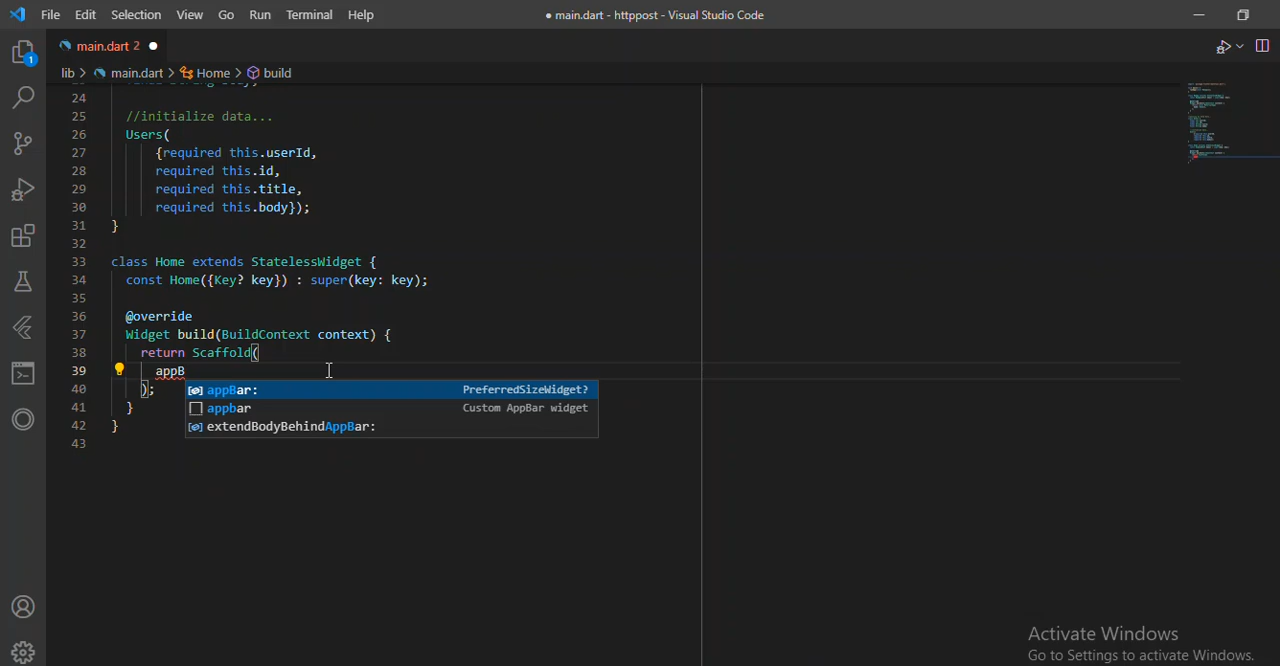 File Edit Selection View Go Run Terminal Help
● main.dart - httppost - Visual Studio Code
1
main.dart 2 ●
lib > main.dart > Home > build
24
25 //initialize data...
26 Users(
27 {required this.userId,
28 required this.id,
29 required this.title,
30 required this.body});
31 }
32
33 class Home extends StatelessWidget {
34 const Home({Key? key}) : super(key: key);
35
36 @override
37 Widget build(BuildContext context) {
38 return Scaffold(
39 appB
appBar: PreferredSizeWidget?
40 );
appbar Custom AppBar widget
41 }
extendBodyBehindAppBar:
42 }
43
Activate Windows
Go to Settings to activate Windows.